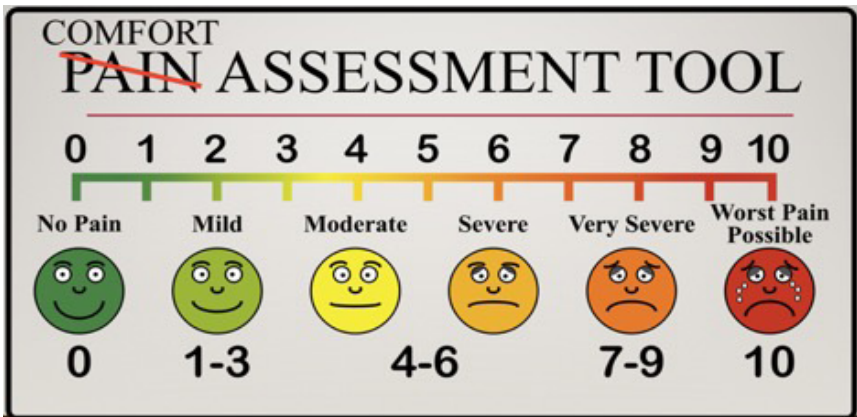 COMFORT
PAIN ASSESSMENT TOOL
0 1 2 3 4 5 6 7 8 9 10
No Pain Mild Moderate Severe Very Severe Worst Pain
Possible
0 1-3 4-6 7-9 10